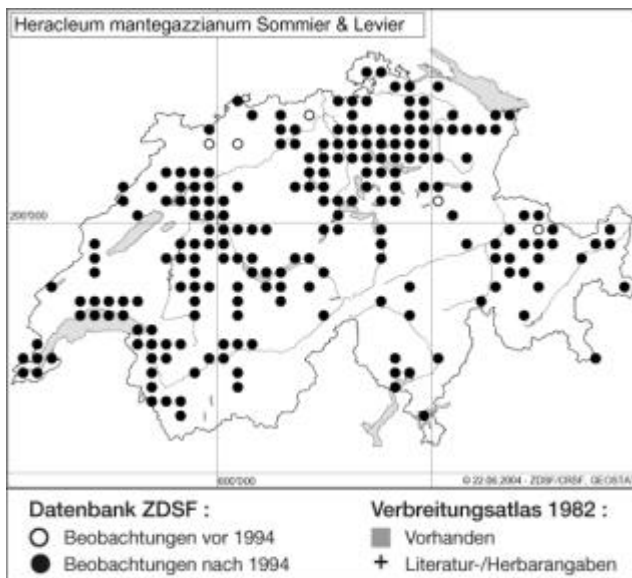 Heracleum mantegazzianum Sommier & Levier
200'000
600'000
© 22.06.2004 - ZDSF/CRSF, GEOSTAT
Datenbank ZDSF :
Beobachtungen vor 1994
Beobachtungen nach 1994
Verbreitungsatlas 1982 :
Vorhanden
Literatur-/Herbarangaben